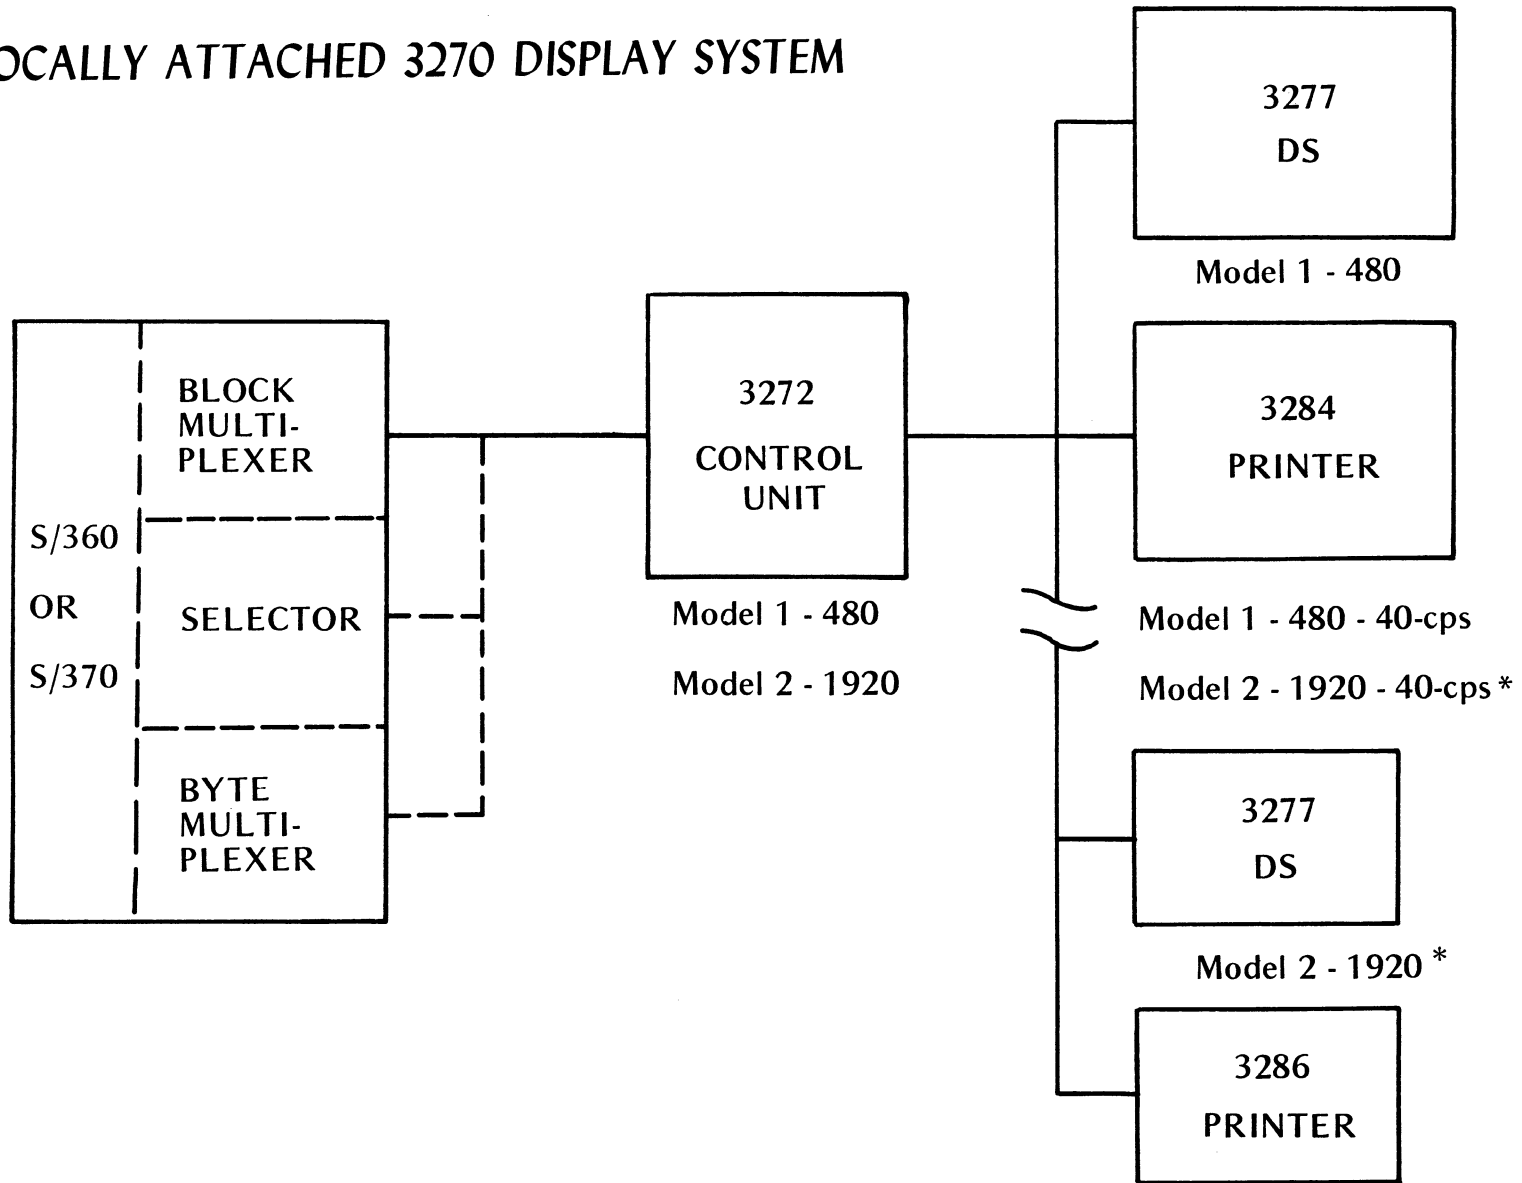 OCALLY ATTACHED 3270 DISPLAY SYSTEM
S/360
OR
S/370
BLOCK
MULTI-
PLEXER
SELECTOR
BYTE
MULTI-
PLEXER
3272
CONTROL
UNIT
Model 1 - 480
Model 2 - 1920
3277
DS
Model 1 - 480
3284
PRINTER
Model 1 - 480 - 40-cps
Model 2 - 1920 - 40-cps *
3277
DS
Model 2 - 1920 *
3286
PRINTER